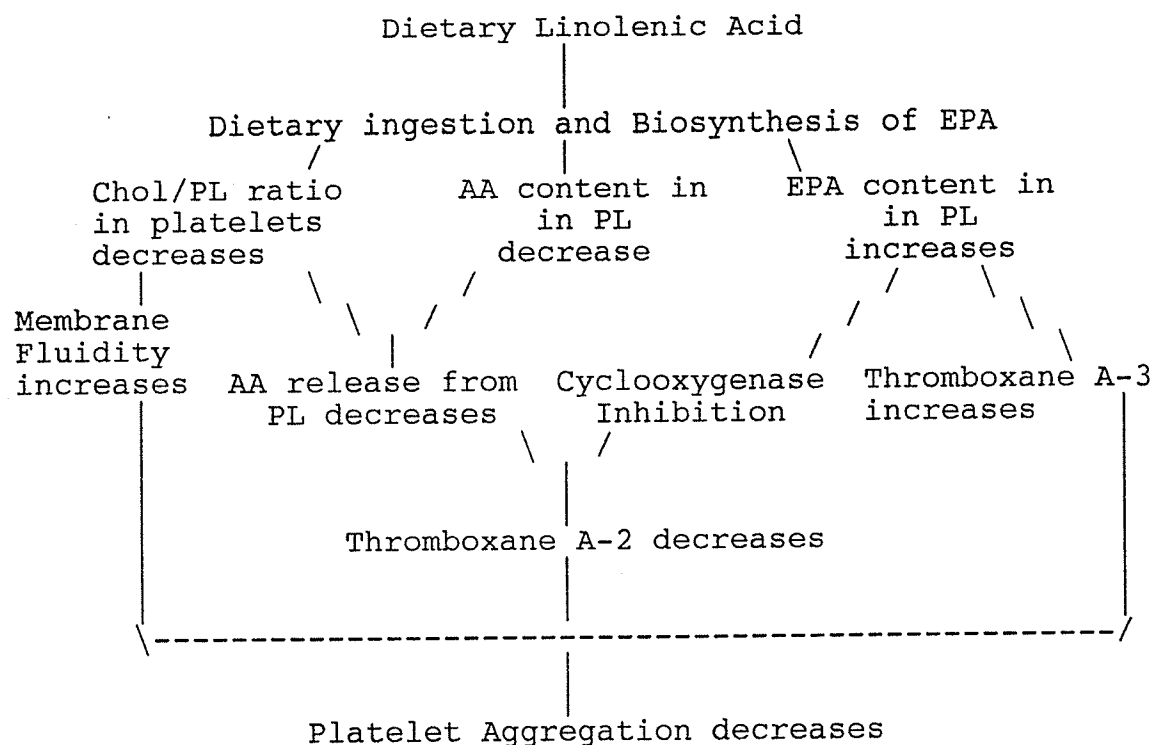 Dietary Linolenic Acid
Dietary ingestion and Biosynthesis of EPA
Chol/PL ratio
in platelets
decreases
AA content in
in PL
decrease
EPA content in
in PL
increases
Membrane
Fluidity
increases
AA release from
PL decreases
Cyclooxygenase
Inhibition
Thromboxane A-3
increases
Thromboxane A-2 decreases
Platelet Aggregation decreases